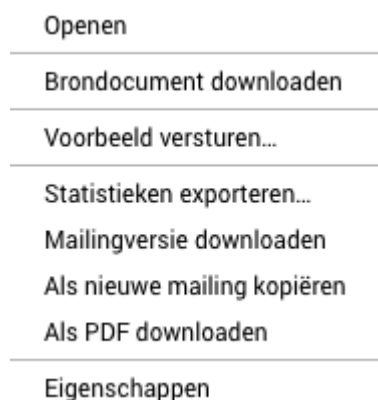 Openen
Brondocument downloaden
Voorbeeld versturen…
Statistieken exporteren…
Mailingversie downloaden
Als nieuwe mailing kopiëren
Als PDF downloaden
Eigenschappen